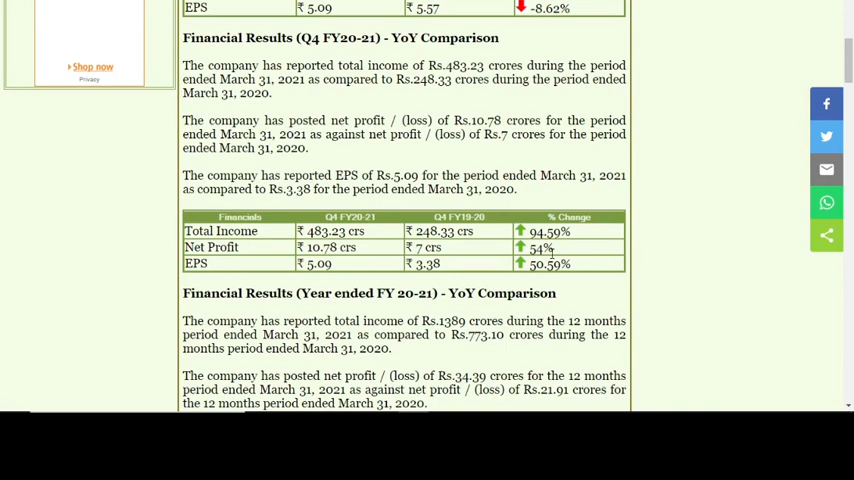 EPS ₹ 5.09 ₹ 5.57 -8.62%
Financial Results (Q4 FY20-21) - YoY Comparison
The company has reported total income of Rs.483.23 crores during the period
ended March 31, 2021 as compared to Rs.248.33 crores during the period ended
March 31, 2020.
The company has posted net profit / (loss) of Rs.10.78 crores for the period
ended March 31, 2021 as against net profit / (loss) of Rs.7 crores for the period
ended March 31, 2020.
The company has reported EPS of Rs.5.09 for the period ended March 31, 2021
as compared to Rs.3.38 for the period ended March 31, 2020.
Financials Q4 FY20-21 Q4 FY19-20 % Change
Total Income ₹ 483.23 crs ₹ 248.33 crs 94.59%
Net Profit ₹ 10.78 crs ₹ 7 crs 54%
EPS ₹ 5.09 ₹ 3.38 50.59%
Financial Results (Year ended FY 20-21) - YoY Comparison
The company has reported total income of Rs.1389 crores during the 12 months
period ended March 31, 2021 as compared to Rs.773.10 crores during the 12
months period ended March 31, 2020.
The company has posted net profit / (loss) of Rs.34.39 crores for the 12 months
period ended March 31, 2021 as against net profit / (loss) of Rs.21.91 crores for
the 12 months period ended March 31, 2020.
Shop now
Privacy